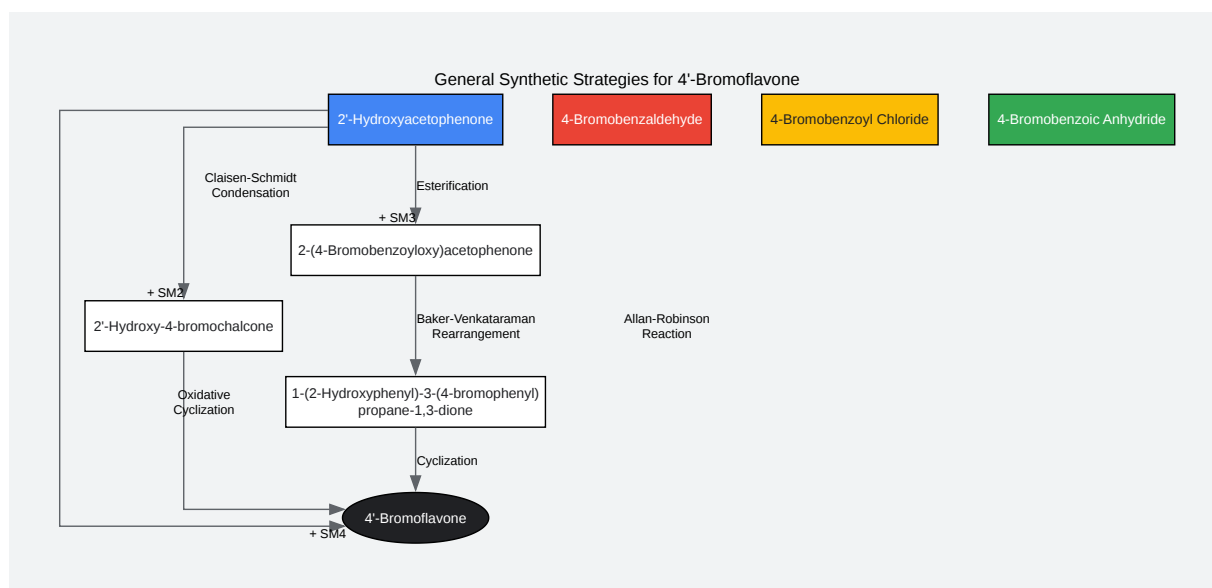 General Synthetic Strategies for 4'-Bromoflavone
2'-Hydroxyacetophenone
4-Bromobenzaldehyde
4-Bromobenzoyl Chloride
4-Bromobenzoic Anhydride
Claisen-Schmidt
Condensation
Esterification
+ SM3
2-(4-Bromobenzoyloxy)acetophenone
+ SM2
2'-Hydroxy-4-bromochalcone
Baker-Venkataraman
Rearrangement
Allan-Robinson
Reaction
Oxidative
Cyclization
1-(2-Hydroxyphenyl)-3-(4-bromophenyl)
propane-1,3-dione
Cyclization
4'-Bromoflavone
+ SM4